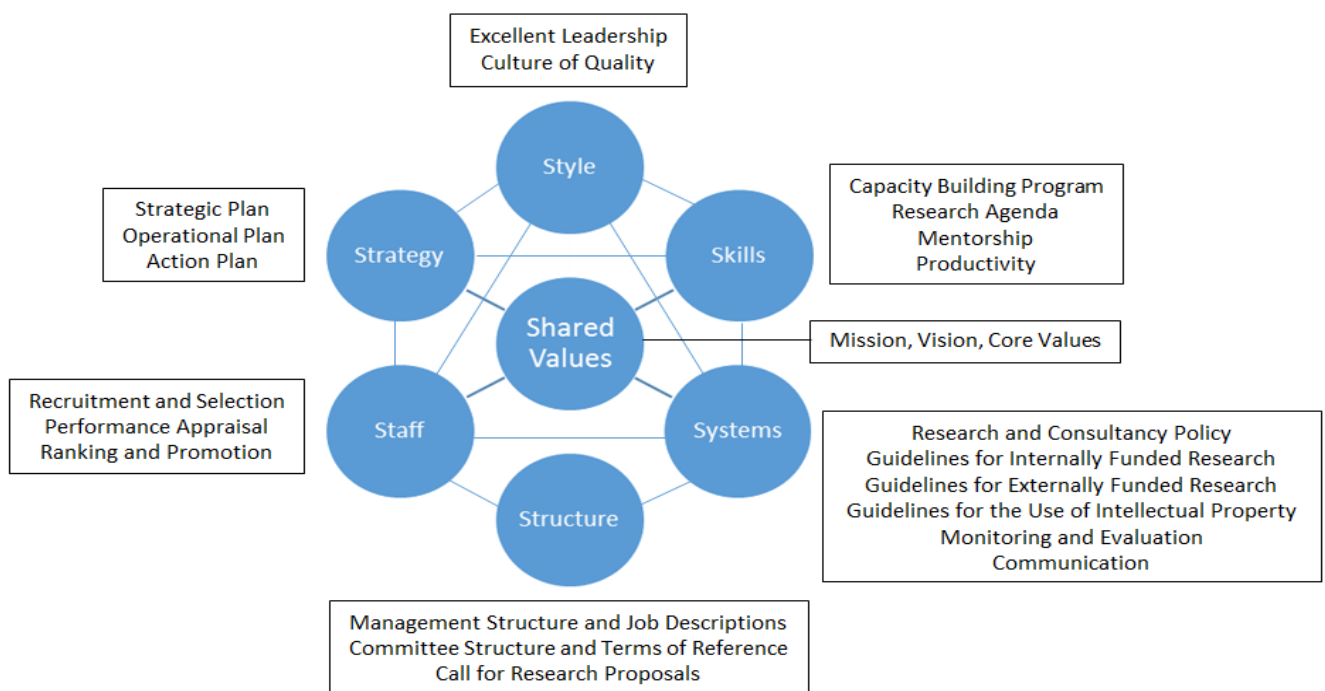 Excellent Leadership
Culture of Quality
Style
Strategic Plan
Operational Plan
Action Plan
Strategy
Skills
Capacity Building Program
Research Agenda
Mentorship
Productivity
Shared
Values
Mission, Vision, Core Values
Recruitment and Selection
Performance Appraisal
Ranking and Promotion
Staff
Systems
Research and Consultancy Policy
Guidelines for Internally Funded Research
Guidelines for Externally Funded Research
Guidelines for the Use of Intellectual Property
Monitoring and Evaluation
Communication
Structure
Management Structure and Job Descriptions
Committee Structure and Terms of Reference
Call for Research Proposals